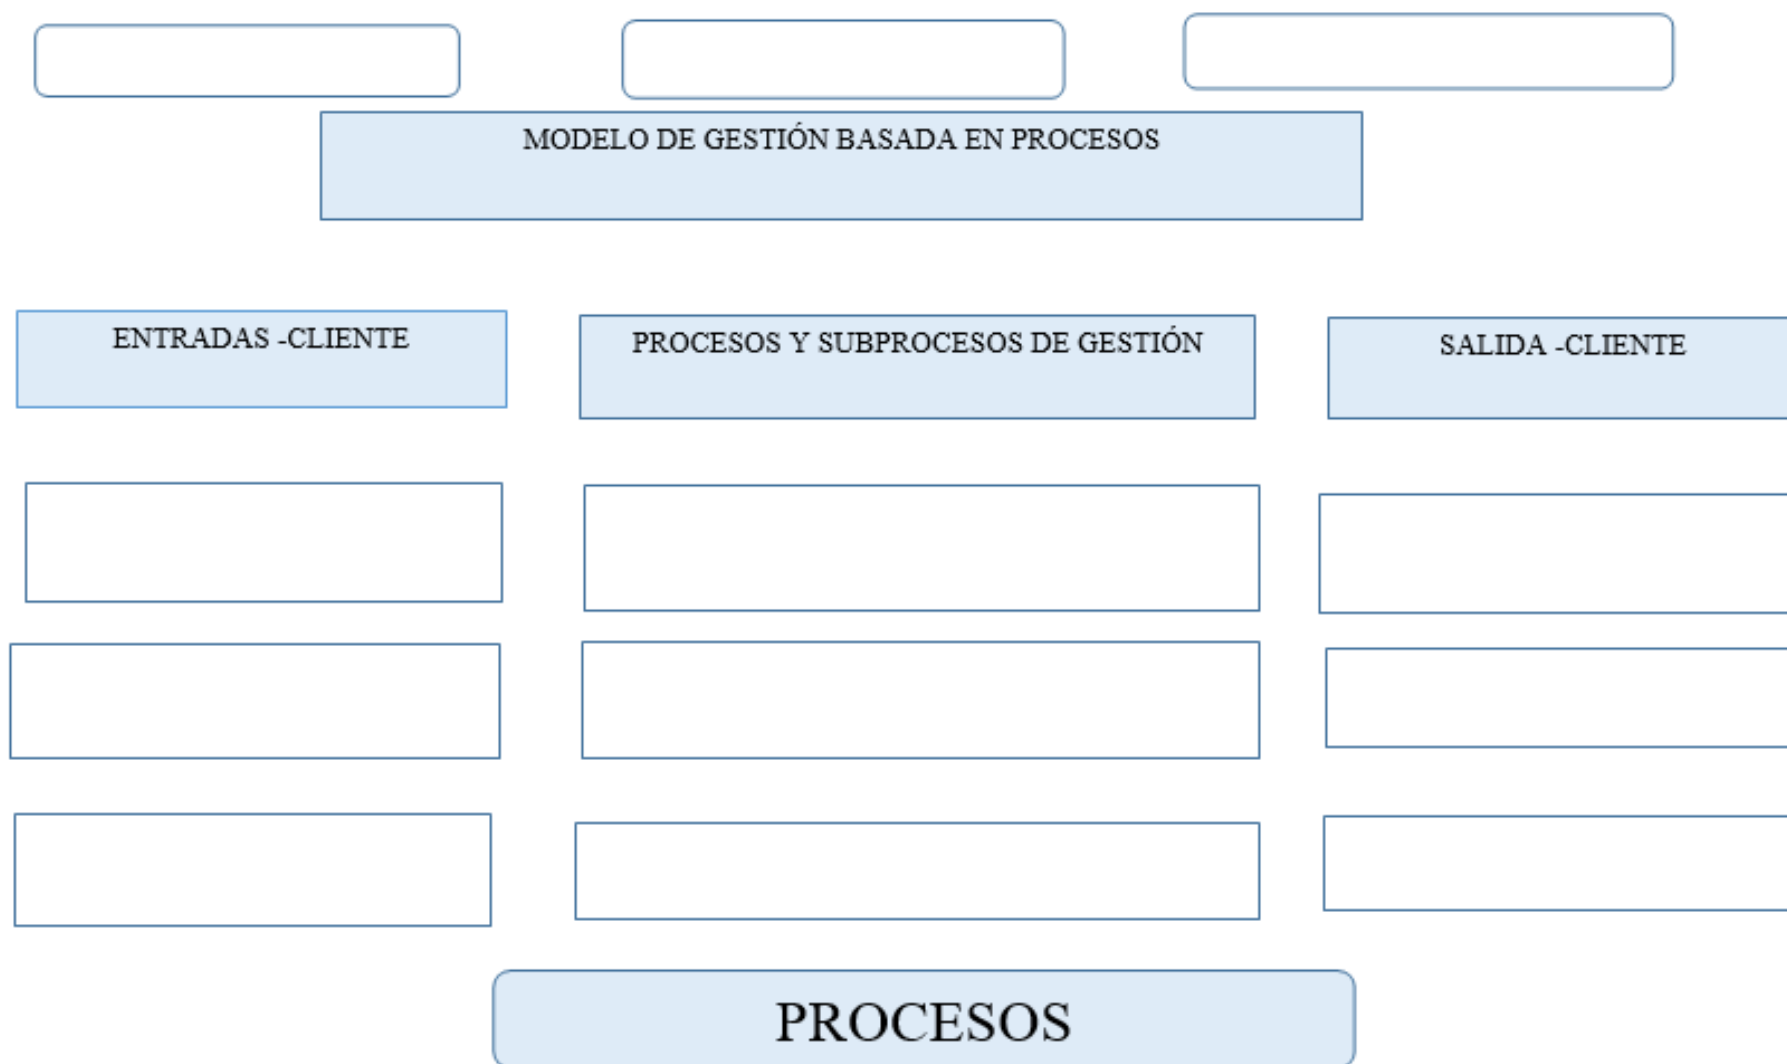 MODELO DE GESTIÓN BASADA EN PROCESOS
ENTRADAS -CLIENTE
PROCESOS Y SUBPROCESOS DE GESTIÓN
SALIDA -CLIENTE
PROCESOS